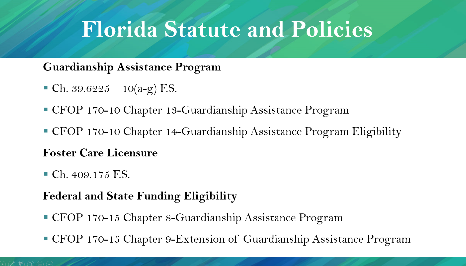 Florida Statute and Policies
Guardianship Assistance Program
Ch. 39.6225 10(a-g) F.S.
CFOP 170-10 Chapter 13-Guardianship Assistance Program
CFOP 170-10 Chapter 14-Guardianship Assistance Program Eligibility
Foster Care Licensure
Ch. 409.175 F.S.
Federal and State Funding Eligibility
CFOP 170-15 Chapter 8-Guardianship Assistance Program
CFOP 170-15 Chapter 9-Extension of Guardianship Assistance Program